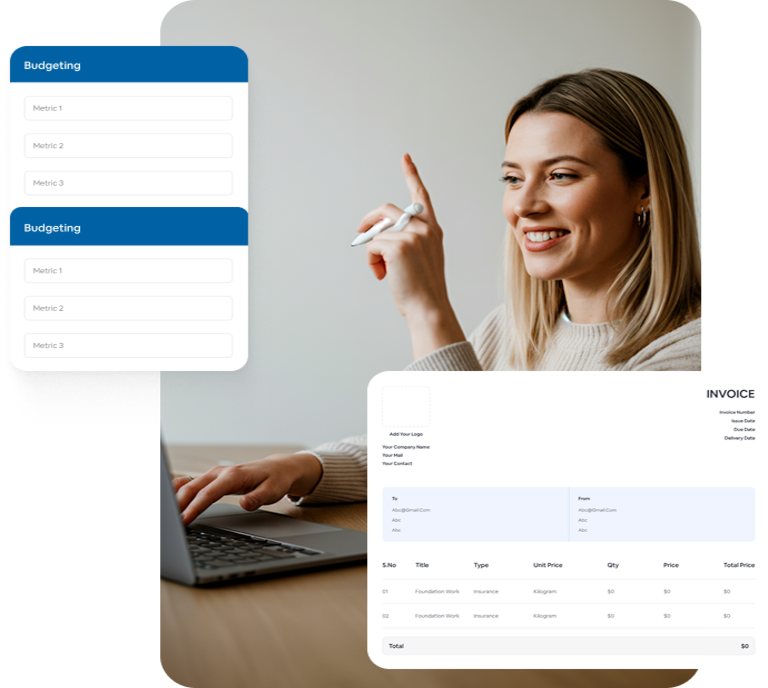 Budgeting
Metric 1
Metric 2
Metric 3
Budgeting
Metric 1
Metric 2
Metric 3
INVOICE
Invoice Number
Issue Date
Due Date
Delivery Date
Add Your Logo
Your Company Name
Your Mail
Your Contact
To From
Abc@Gmail.Com Abc@Gmail.Com
Abc Abc
Abc Abc
S.No Title Type Unit Price Qty Price Total Price
01 Foundation Work Insurance Kilogram $0 $0 $0
02 Foundation Work Insurance Kilogram $0 $0 $0
Total $0